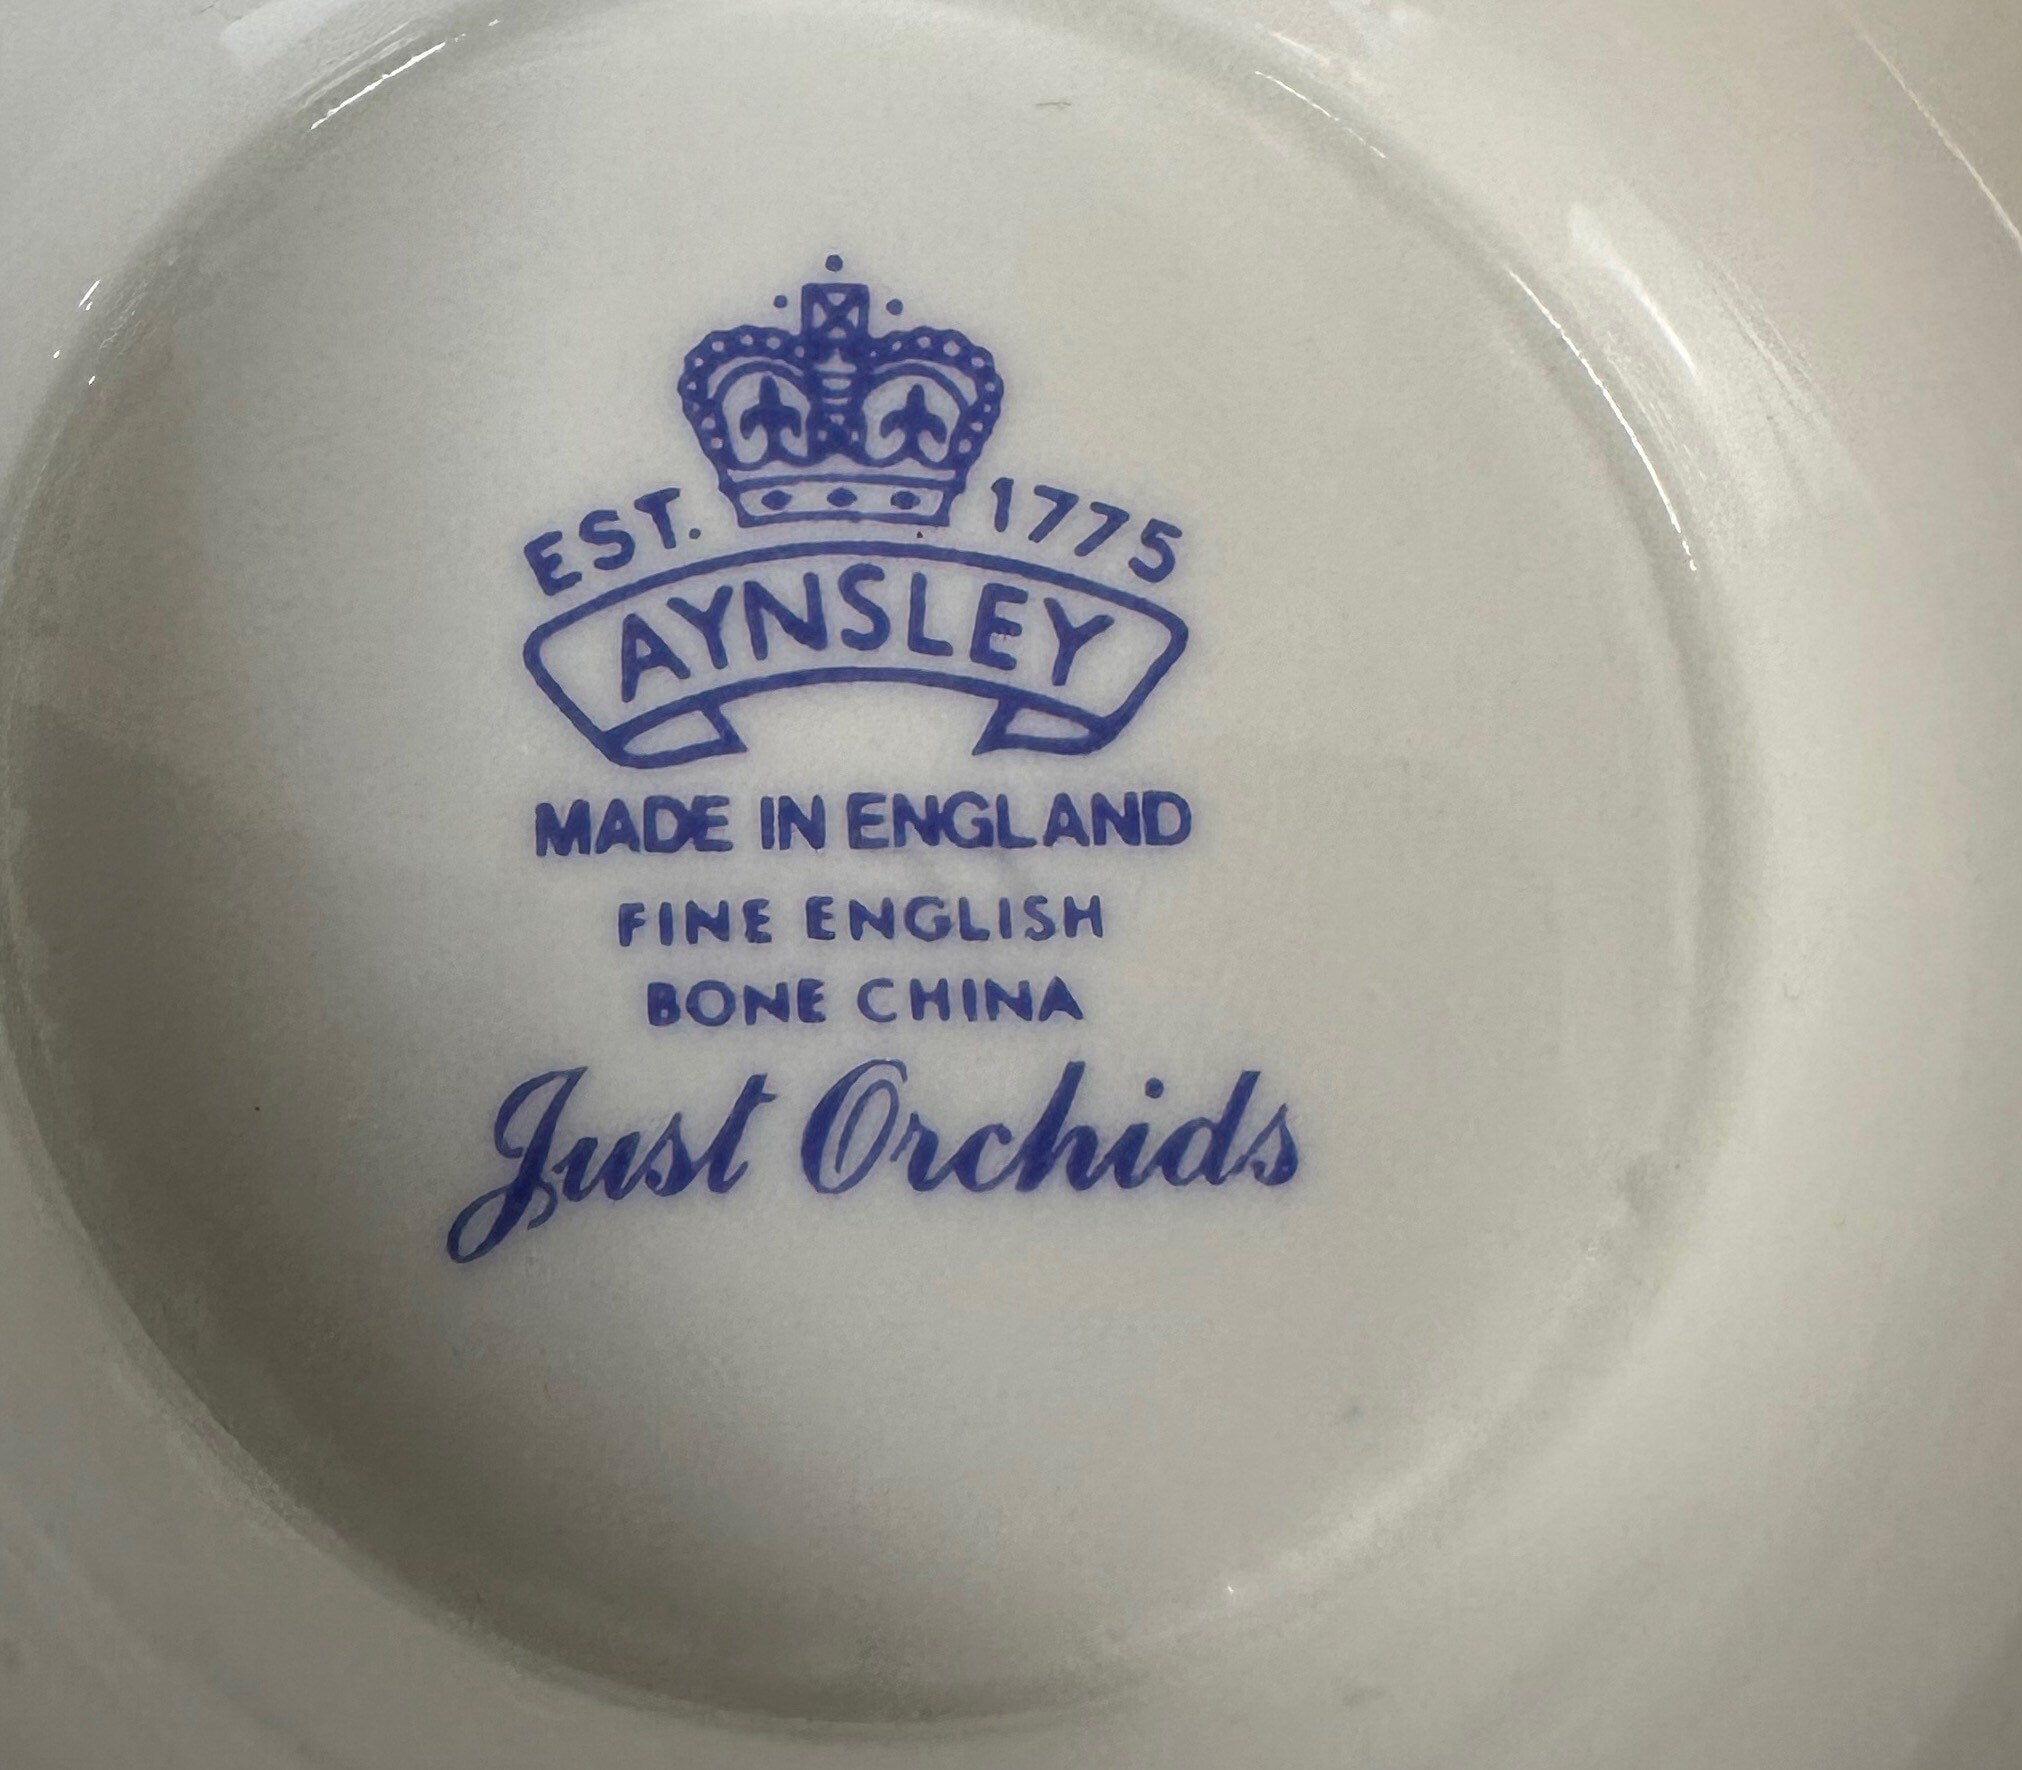 EST. 1775
AYNSLEY
MADE IN ENGLAND
FINE ENGLISH
BONE CHINA
Just Orchids